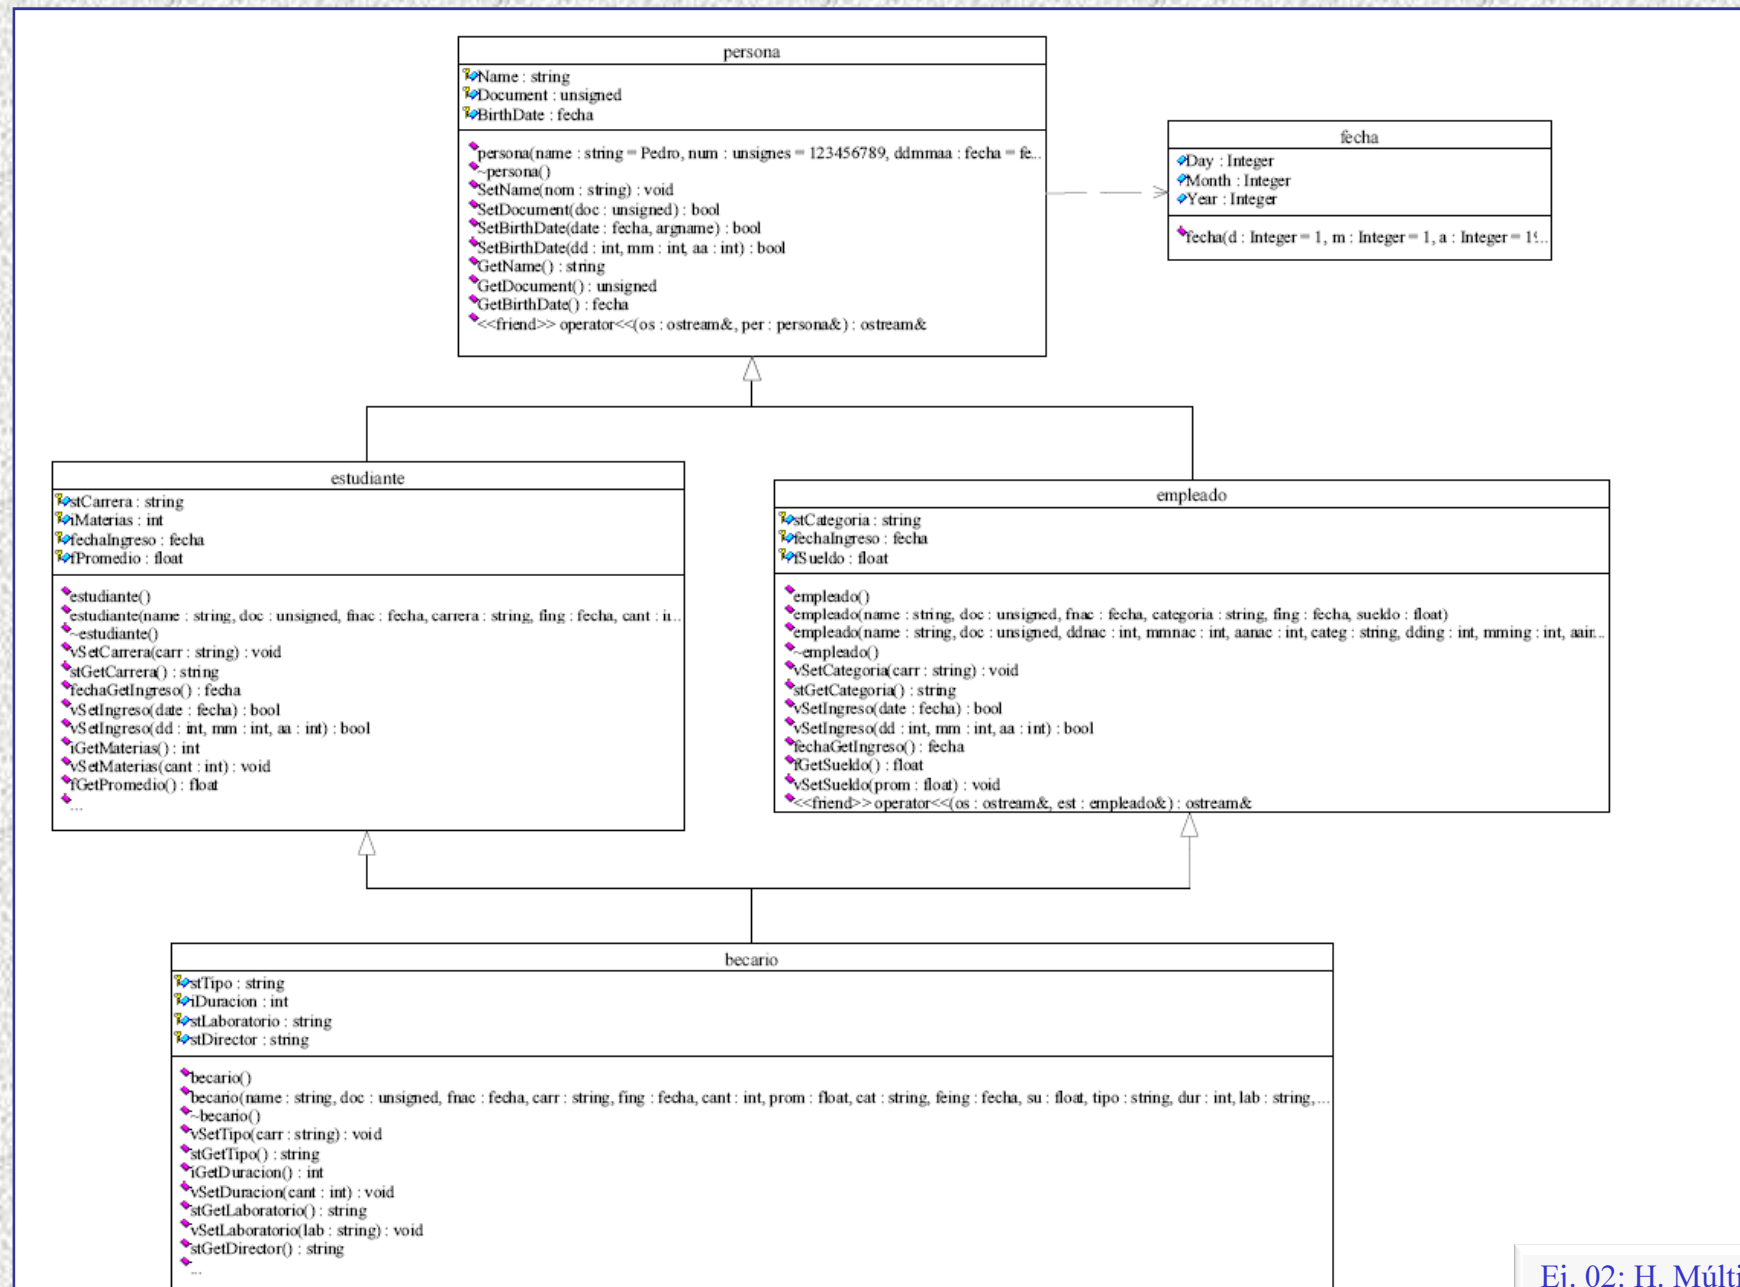 persona
Name : string
Document : unsigned
BirthDate : fecha
persona(name : string = Pedro, num : unsignes = 123456789, ddmmaa : fecha = fe...
~persona()
SetName(nom : string) : void
SetDocument(doc : unsigned) : bool
SetBirthDate(date : fecha, argname) : bool
SetBirthDate(dd : int, mm : int, aa : int) : bool
GetName() : string
GetDocument() : unsigned
GetBirthDate() : fecha
<<friend>> operator<<(os : ostream&, per : persona&) : ostream&
fecha
Day : Integer
Month : Integer
Year : Integer
fecha(d : Integer = 1, m : Integer = 1, a : Integer = 19...
estudiante
stCarrera : string
iMaterias : int
fechaIngreso : fecha
fPromedio : float
estudiante()
estudiante(name : string, doc : unsigned, fnac : fecha, carrera : string, fing : fecha, cant : in...
~estudiante()
vSetCarrera(carr : string) : void
stGetCarrera() : string
fechaGetIngreso() : fecha
vSetIngreso(date : fecha) : bool
vSetIngreso(dd : int, mm : int, aa : int) : bool
iGetMaterias() : int
vSetMaterias(cant : int) : void
fGetPromedio() : float
...
empleado
stCategoria : string
fechaIngreso : fecha
fSueldo : float
empleado()
empleado(name : string, doc : unsigned, fnac : fecha, categoria : string, fing : fecha, sueldo : float)
empleado(name : string, doc : unsigned, ddnac : int, mmnac : int, aanac : int, categ : string, dding : int, mming : int, aair...
~empleado()
vSetCategoria(carr : string) : void
stGetCategoria() : string
vSetIngreso(date : fecha) : bool
vSetIngreso(dd : int, mm : int, aa : int) : bool
fechaGetIngreso() : fecha
fGetSueldo() : float
vSetSueldo(prom : float) : void
<<friend>> operator<<(os : ostream&, est : empleado&) : ostream&
becario
stTipo : string
iDuracion : int
stLaboratorio : string
stDirector : string
becario()
becario(name : string, doc : unsigned, fnac : fecha, carr : string, fing : fecha, cant : int, prom : float, cat : string, feing : fecha, su : float, tipo : string, dur : int, lab : string,...
~becario()
vSetTipo(carr : string) : void
stGetTipo() : string
iGetDuracion() : int
vSetDuracion(cant : int) : void
stGetLaboratorio() : string
vSetLaboratorio(lab : string) : void
stGetDirector() : string
...
Ej. 02: H. Múlti